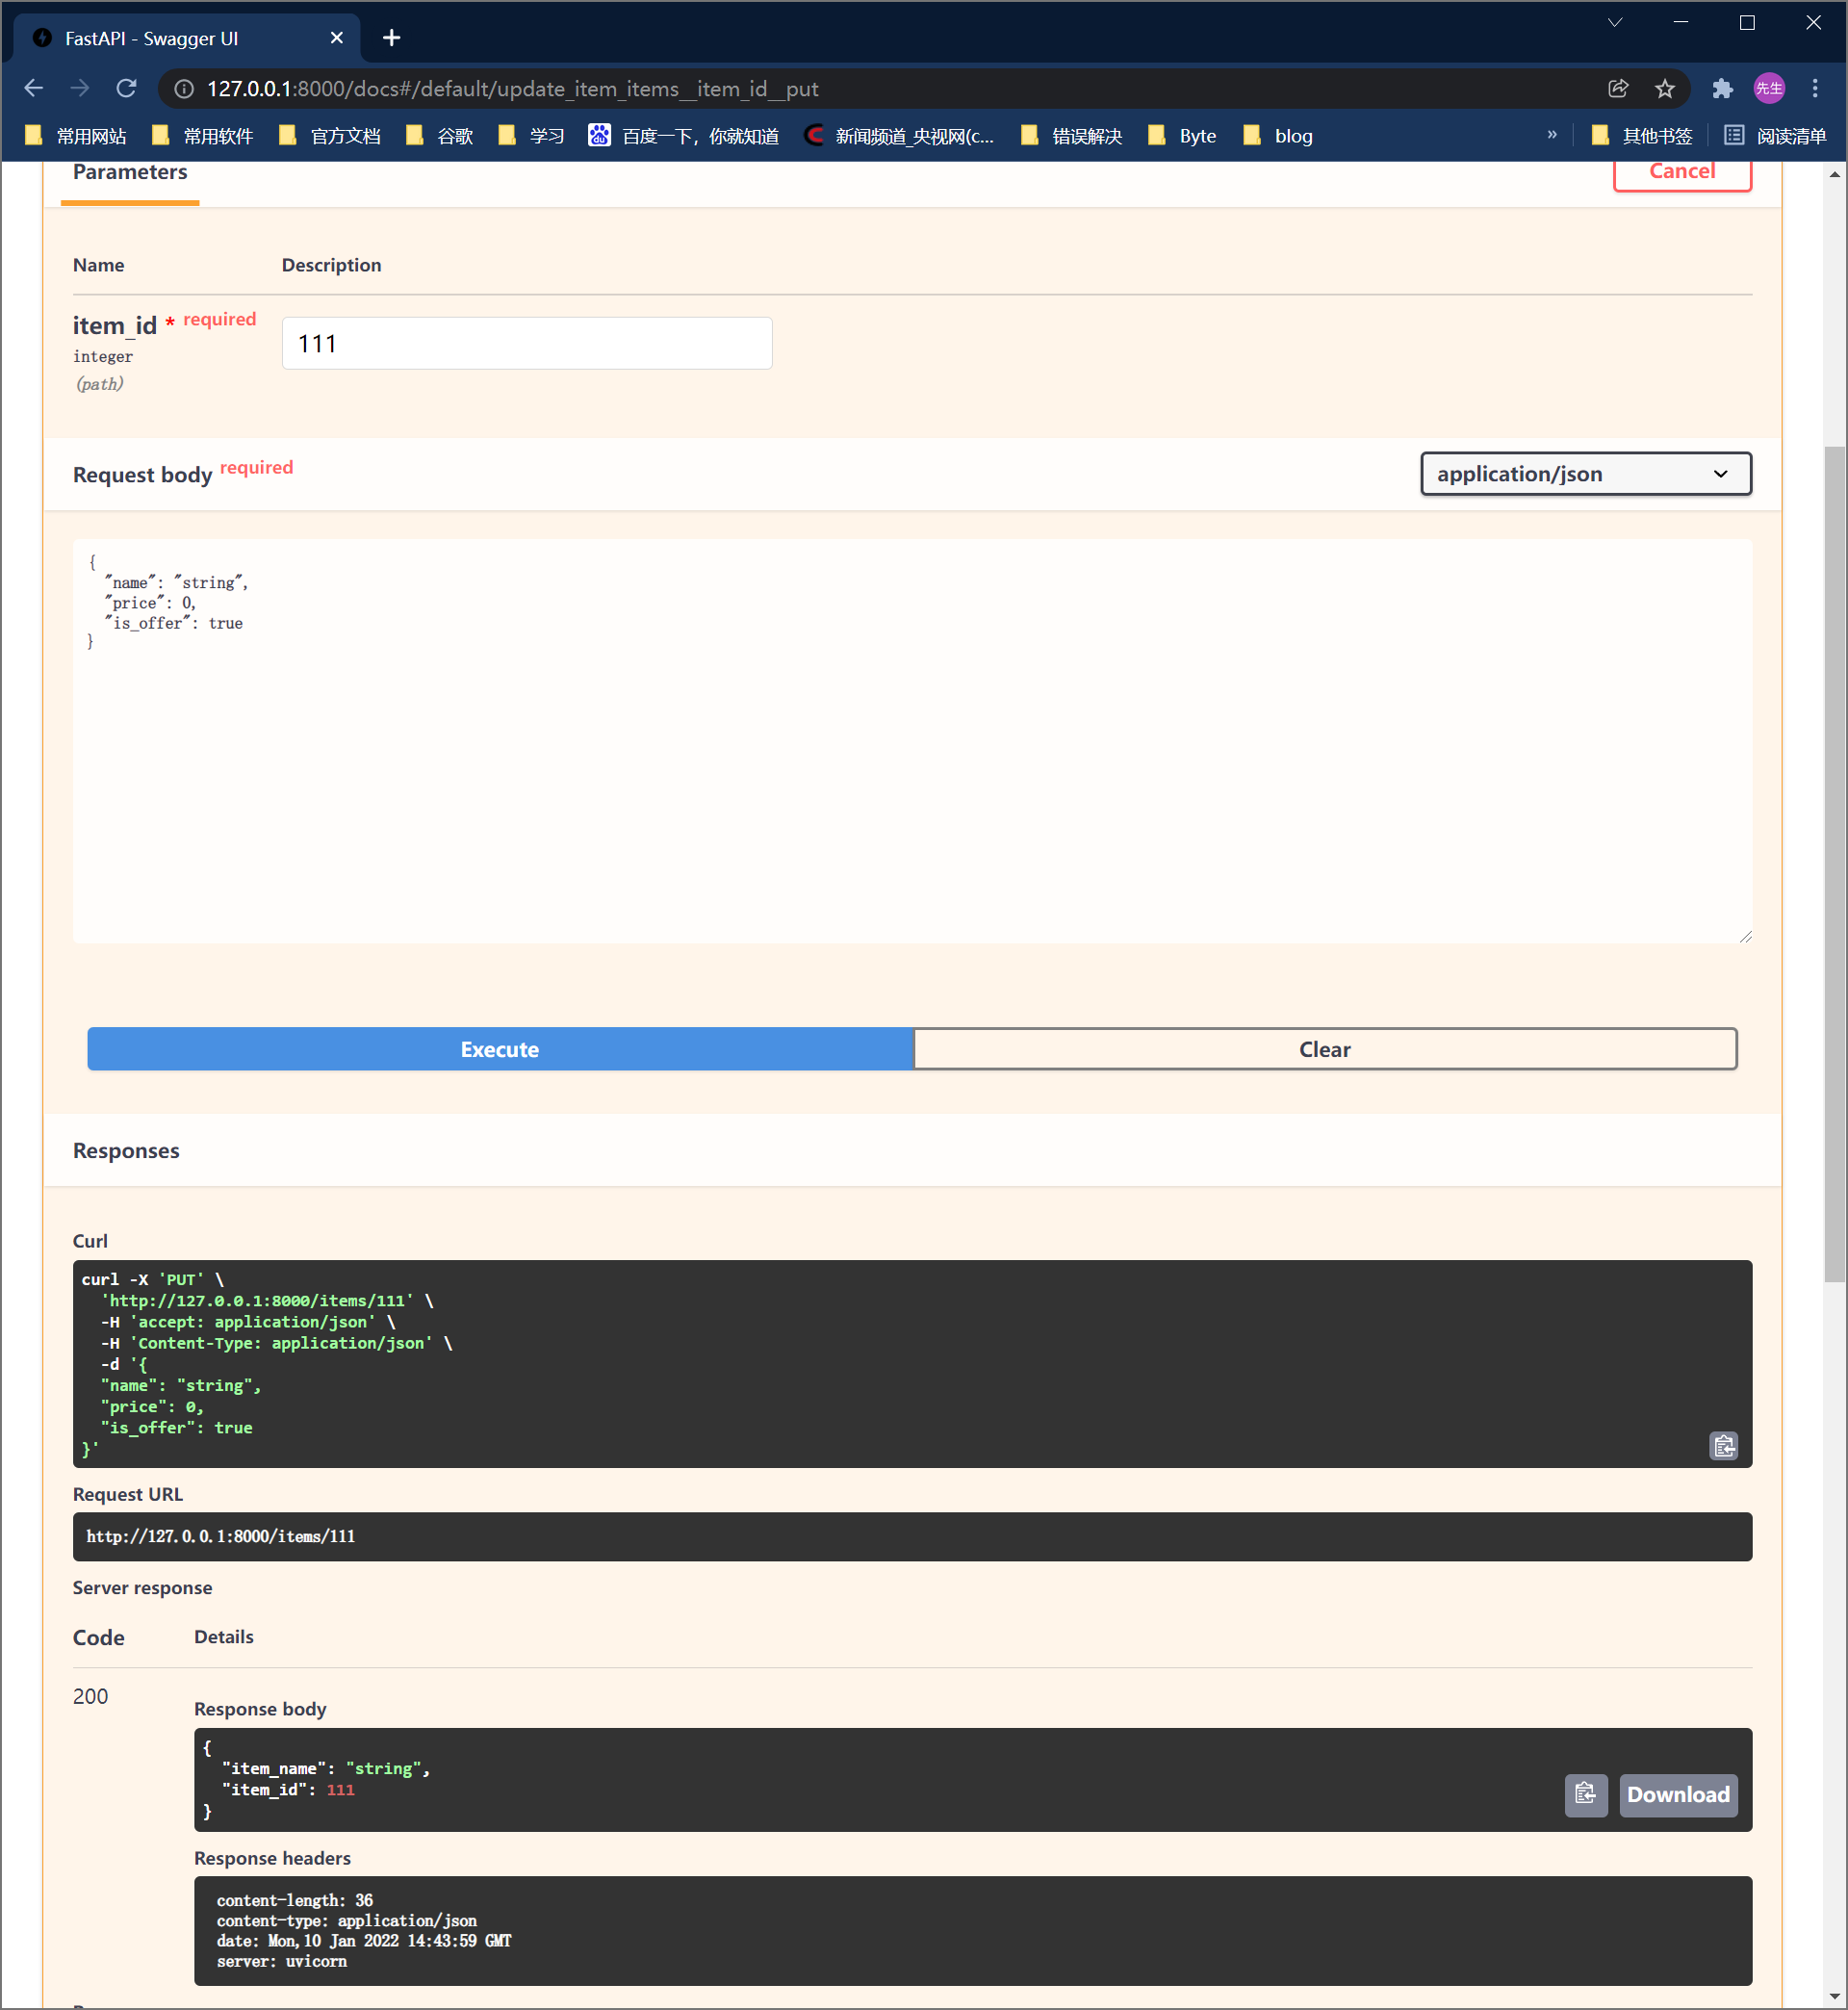 FastAPI - Swagger UI
127.0.0.1:8000/docs#/default/update_item_items__item_id__put
先生
常用网站 常用软件 官方文档 谷歌 学习 百度一下，你就知道 新闻频道_央视网(c... 错误解决 Byte blog » 其他书签 阅读清单
Parameters Cancel
Name Description
item_id * required 111
integer
(path)
Request body required application/json
{
  "name": "string",
  "price": 0,
  "is_offer": true
}
Execute Clear
Responses
Curl
curl -X 'PUT' \
  'http://127.0.0.1:8000/items/111' \
  -H 'accept: application/json' \
  -H 'Content-Type: application/json' \
  -d '{
  "name": "string",
  "price": 0,
  "is_offer": true
}'
Request URL
http://127.0.0.1:8000/items/111
Server response
Code Details
200
Response body
{
  "item_name": "string",
  "item_id": 111
}
Download
Response headers
content-length: 36
content-type: application/json
date: Mon,10 Jan 2022 14:43:59 GMT
server: uvicorn